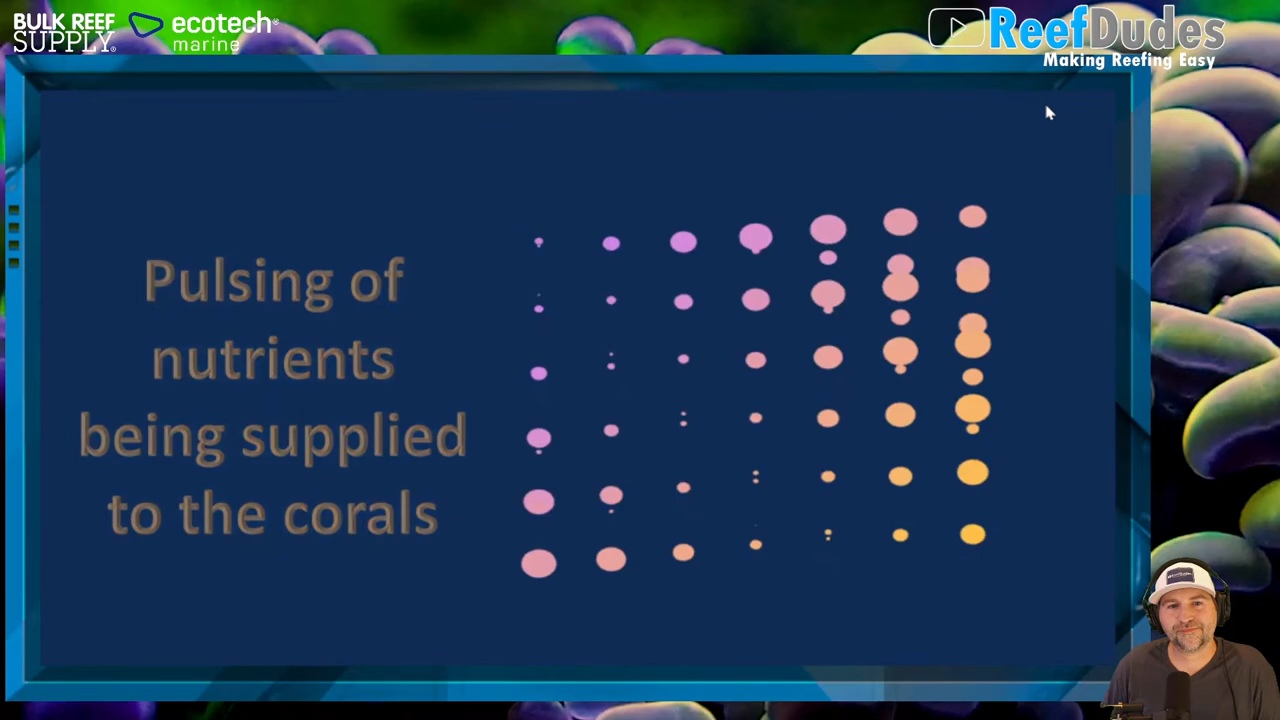 BULK REEF
SUPPLY®
ecotech®
marine
ReefDudes
Making Reefing Easy
Pulsing of
nutrients
being supplied
to the corals